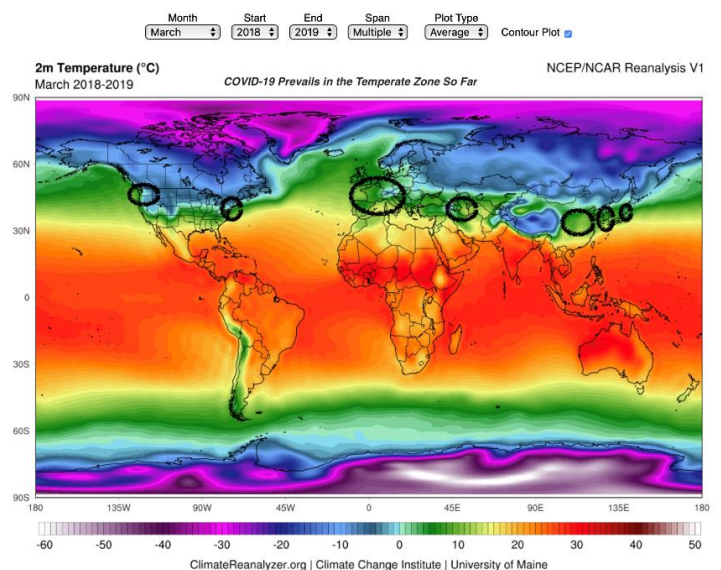 Month Start End Span Plot Type
March 2018 2019 Multiple Average Contour Plot
2m Temperature (°C) NCEP/NCAR Reanalysis V1
March 2018-2019 COVID-19 Prevails in the Temperate Zone So Far
90N
60N
30N
0
30S
60S
90S
180 135W 90W 45W 0 45E 90E 135E 180
-60 -50 -40 -30 -20 -10 0 10 20 30 40 50
ClimateReanalyzer.org | Climate Change Institute | University of Maine